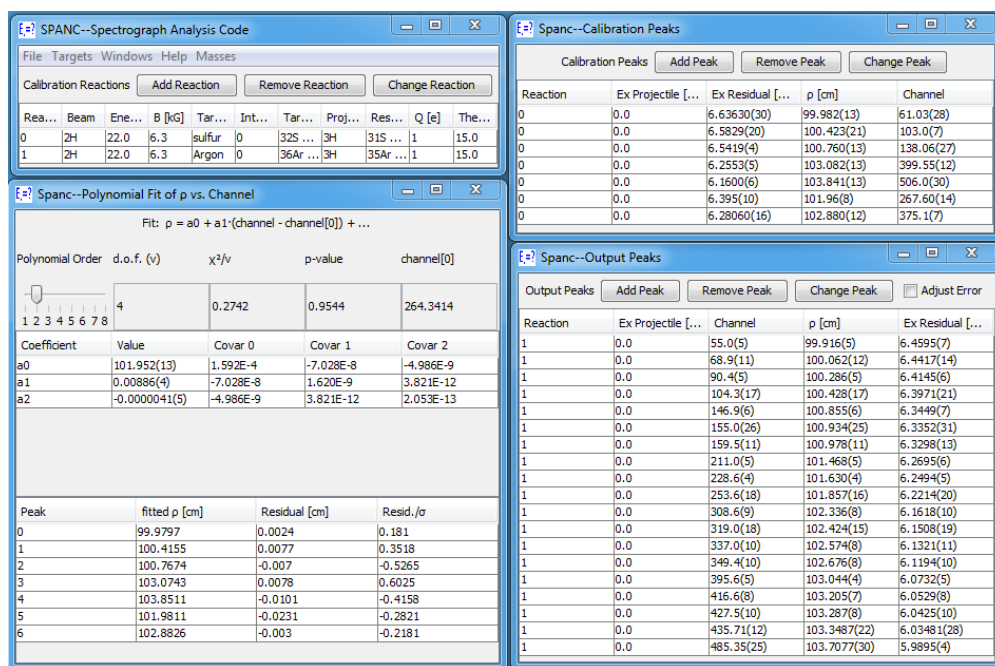 SPANC--Spectrograph Analysis Code
File Targets Windows Help Masses
Calibration Reactions Add Reaction Remove Reaction Change Reaction
Rea... Beam Ene... B [kG] Tar... Int... Tar... Proj... Res... Q [e] The...
0 2H 22.0 6.3 sulfur 0 32S ... 3H 31S ... 1 15.0
1 2H 22.0 6.3 Argon 0 36Ar ... 3H 35Ar ... 1 15.0
Spanc--Calibration Peaks
Calibration Peaks Add Peak Remove Peak Change Peak
Reaction Ex Projectile [... Ex Residual [... ρ [cm] Channel
0 0.0 6.63630(30) 99.982(13) 61.03(28)
0 0.0 6.5829(20) 100.423(21) 103.0(7)
0 0.0 6.5419(4) 100.760(13) 138.06(27)
0 0.0 6.2553(5) 103.082(13) 399.55(12)
0 0.0 6.1600(6) 103.841(13) 506.0(30)
0 0.0 6.395(10) 101.96(8) 267.60(14)
0 0.0 6.28060(16) 102.880(12) 375.1(7)
Spanc--Polynomial Fit of ρ vs. Channel
Fit: ρ = a0 + a1·(channel - channel[0]) + ...
Polynomial Order d.o.f. (ν) χ²/ν p-value channel[0]
1 2 3 4 5 6 7 8 4 0.2742 0.9544 264.3414
Coefficient Value Covar 0 Covar 1 Covar 2
a0 101.952(13) 1.592E-4 -7.028E-8 -4.986E-9
a1 0.00886(4) -7.028E-8 1.620E-9 3.821E-12
a2 -0.0000041(5) -4.986E-9 3.821E-12 2.053E-13
Peak fitted ρ [cm] Residual [cm] Resid./σ
0 99.9797 0.0024 0.181
1 100.4155 0.0077 0.3518
2 100.7674 -0.007 -0.5265
3 103.0743 0.0078 0.6025
4 103.8511 -0.0101 -0.4158
5 101.9811 -0.0231 -0.2821
6 102.8826 -0.003 -0.2181
Spanc--Output Peaks
Output Peaks Add Peak Remove Peak Change Peak Adjust Error
Reaction Ex Projectile [... Channel ρ [cm] Ex Residual [...
1 0.0 55.0(5) 99.916(5) 6.4595(7)
1 0.0 68.9(11) 100.062(12) 6.4417(14)
1 0.0 90.4(5) 100.286(5) 6.4145(6)
1 0.0 104.3(17) 100.428(17) 6.3971(21)
1 0.0 146.9(6) 100.855(6) 6.3449(7)
1 0.0 155.0(26) 100.934(25) 6.3352(31)
1 0.0 159.5(11) 100.978(11) 6.3298(13)
1 0.0 211.0(5) 101.468(5) 6.2695(6)
1 0.0 228.6(4) 101.630(4) 6.2494(5)
1 0.0 253.6(18) 101.857(16) 6.2214(20)
1 0.0 308.6(9) 102.336(8) 6.1618(10)
1 0.0 319.0(18) 102.424(15) 6.1508(19)
1 0.0 337.0(10) 102.574(8) 6.1321(11)
1 0.0 349.4(10) 102.676(8) 6.1194(10)
1 0.0 395.6(5) 103.044(4) 6.0732(5)
1 0.0 416.6(8) 103.205(7) 6.0529(8)
1 0.0 427.5(10) 103.287(8) 6.0425(10)
1 0.0 435.71(12) 103.3487(22) 6.03481(28)
1 0.0 485.35(25) 103.7077(30) 5.9895(4)